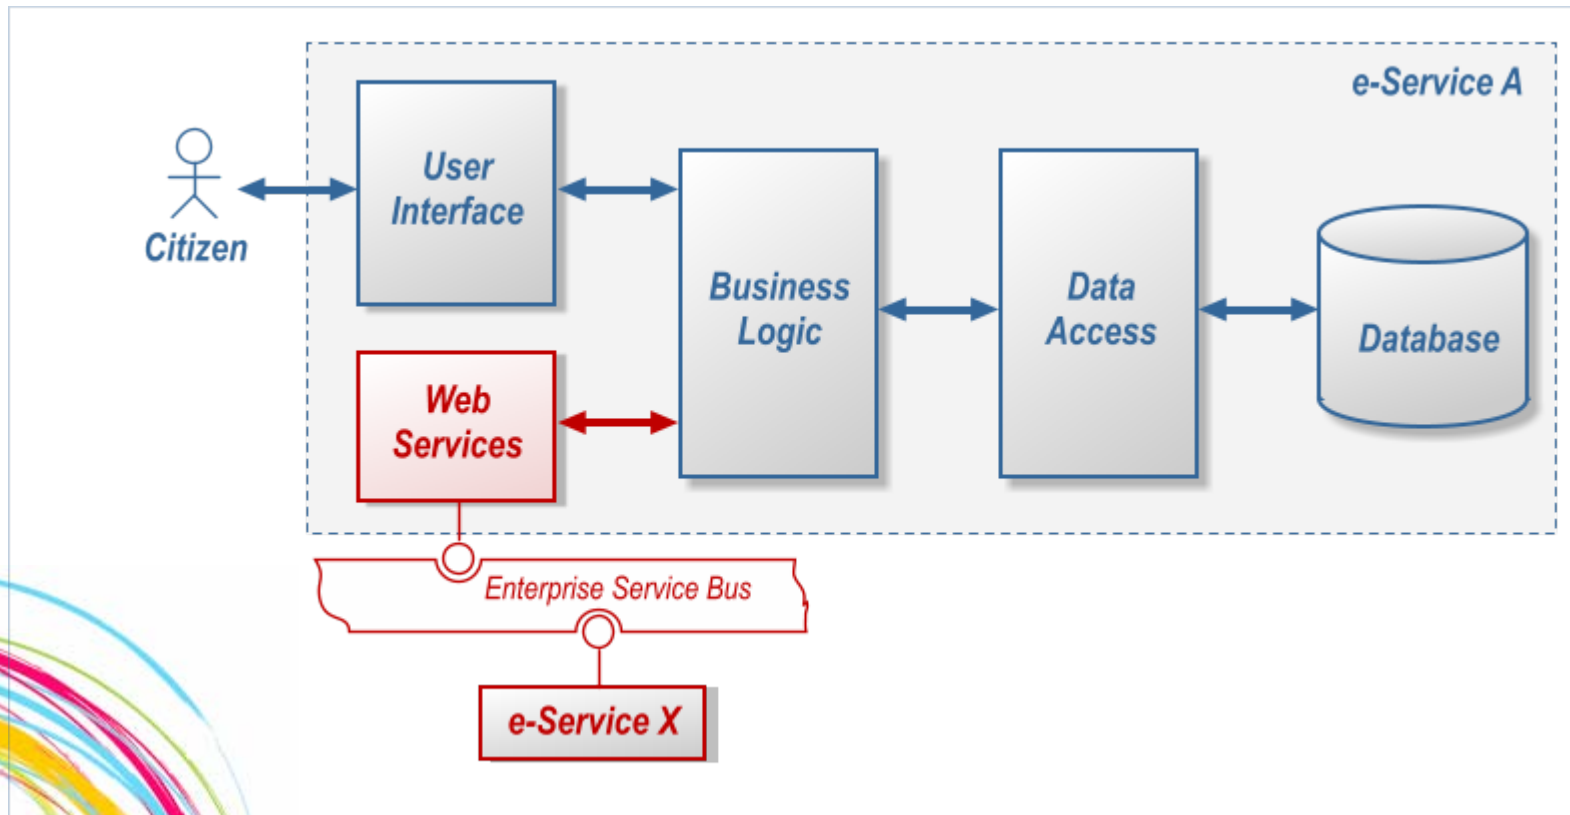 e-Service A
Citizen
User
Interface
Business
Logic
Data
Access
Database
Web
Services
Enterprise Service Bus
e-Service X